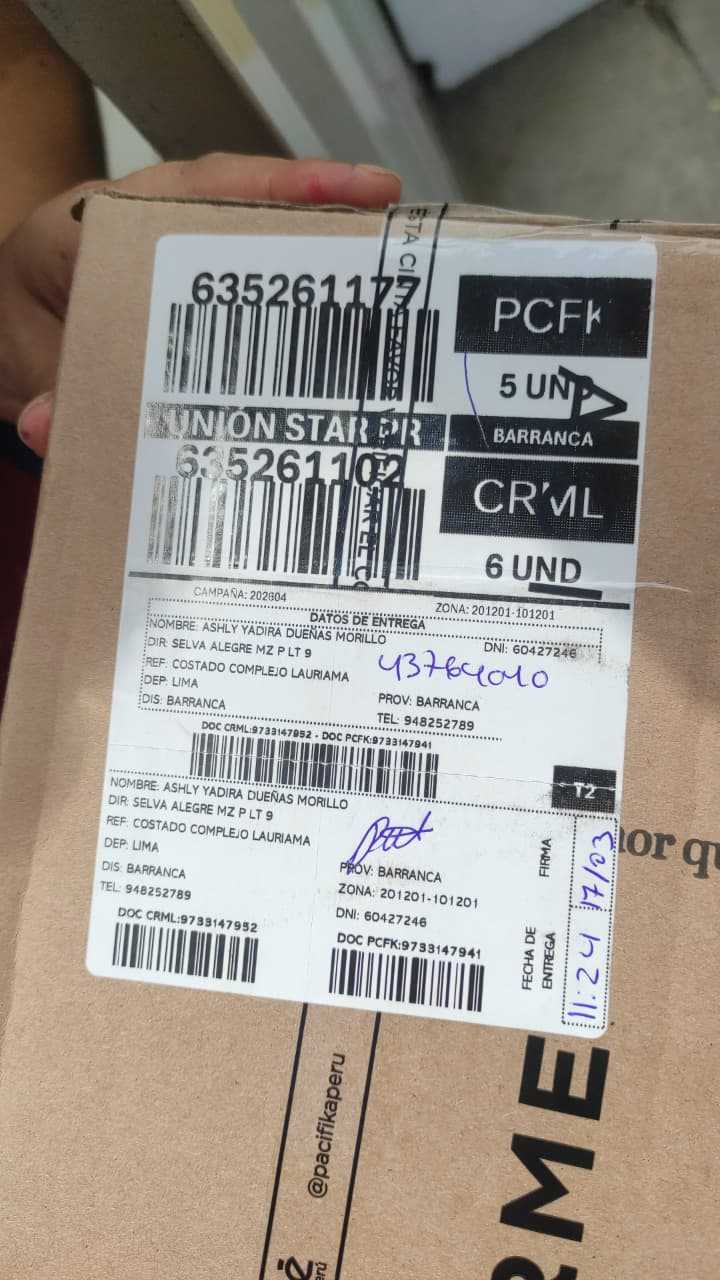 635261177
PCFK
5 UND
UNIÓN STAR PR
BARRANCA
635261102
CRML
6 UND
CAMPAÑA: 202604
ZONA: 201201-101201
DATOS DE ENTREGA
NOMBRE: ASHLY YADIRA DUEÑAS MORILLO
DNI: 60427246
DIR: SELVA ALEGRE MZ P LT 9
REF: COSTADO COMPLEJO LAURIAMA
43764010
DEP: LIMA
PROV: BARRANCA
DIS: BARRANCA
TEL: 948252789
DOC CRML:9733147952 - DOC PCFK:9733147941
T2
NOMBRE: ASHLY YADIRA DUEÑAS MORILLO
DIR: SELVA ALEGRE MZ P LT 9
REF: COSTADO COMPLEJO LAURIAMA
DEP: LIMA
PROV: BARRANCA
DIS: BARRANCA
ZONA: 201201-101201
TEL: 948252789
DNI: 60427246
DOC CRML:9733147952
DOC PCFK:9733147941
FIRMA
FECHA DE
ENTREGA
11:24 17/03
ESTA CI
FAVOR
@pacifikaperu